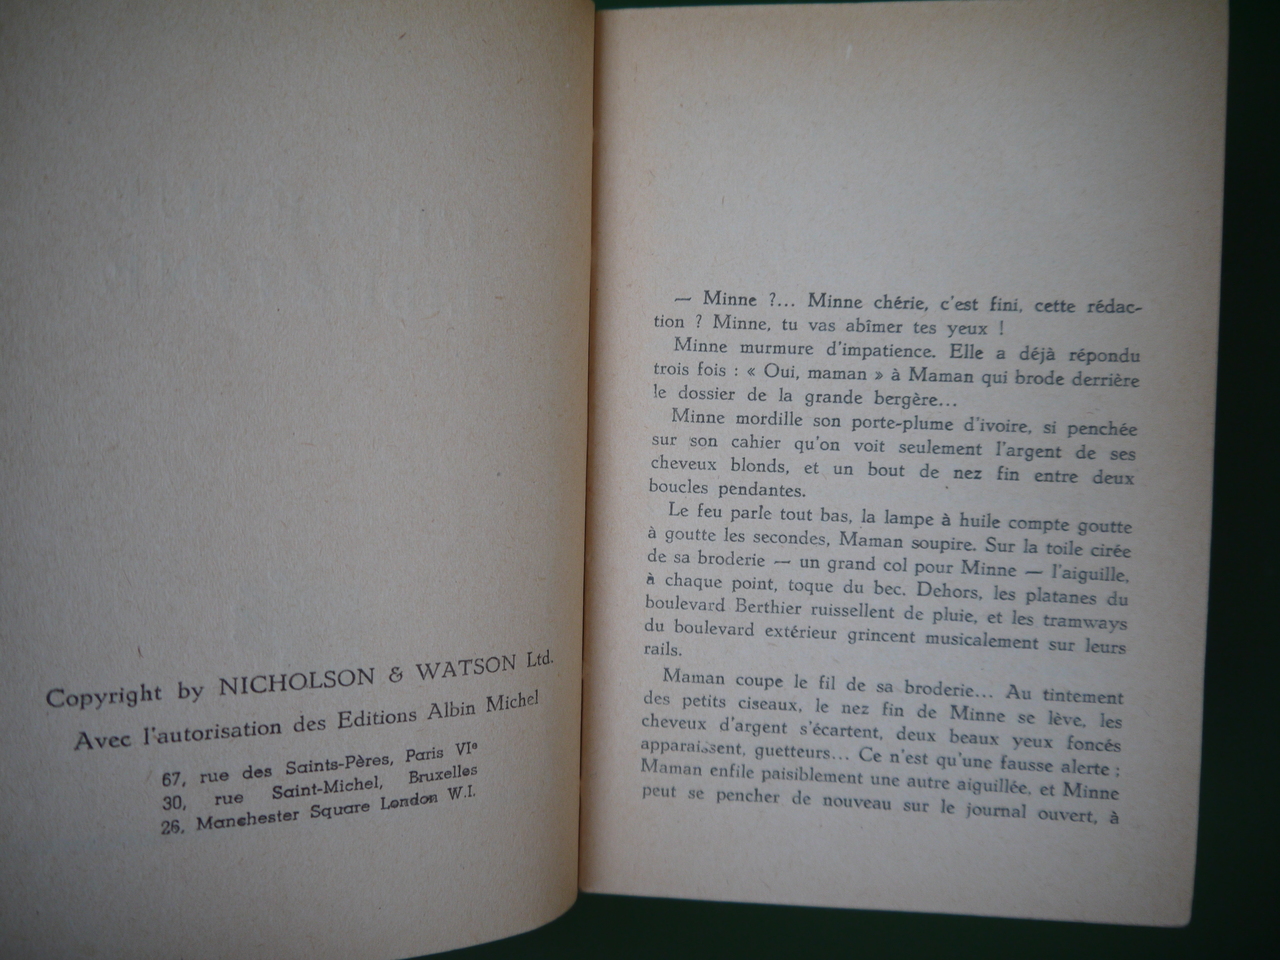 Copyright by NICHOLSON & WATSON Ltd.
Avec l'autorisation des Editions Albin Michel
67, rue des Saints-Pères, Paris VIe
30, rue Saint-Michel, Bruxelles
26, Manchester Square London W.I.
— Minne ?... Minne chérie, c'est fini, cette rédac-
tion ? Minne, tu vas abîmer tes yeux !
Minne murmure d'impatience. Elle a déjà répondu
trois fois : « Oui, maman » à Maman qui brode derrière
le dossier de la grande bergère...
Minne mordille son porte-plume d'ivoire, si penchée
sur son cahier qu'on voit seulement l'argent de ses
cheveux blonds, et un bout de nez fin entre deux
boucles pendantes.
Le feu parle tout bas, la lampe à huile compte goutte
à goutte les secondes, Maman soupire. Sur la toile cirée
de sa broderie — un grand col pour Minne — l'aiguille,
à chaque point, toque du bec. Dehors, les platanes du
boulevard Berthier ruissellent de pluie, et les tramways
du boulevard extérieur grincent musicalement sur leurs
rails.
Maman coupe le fil de sa broderie... Au tintement
des petits ciseaux, le nez fin de Minne se lève, les
cheveux d'argent s'écartent, deux beaux yeux foncés
apparaissent, guetteurs... Ce n'est qu'une fausse alerte ;
Maman enfile paisiblement une autre aiguillée, et Minne
peut se pencher de nouveau sur le journal ouvert, à